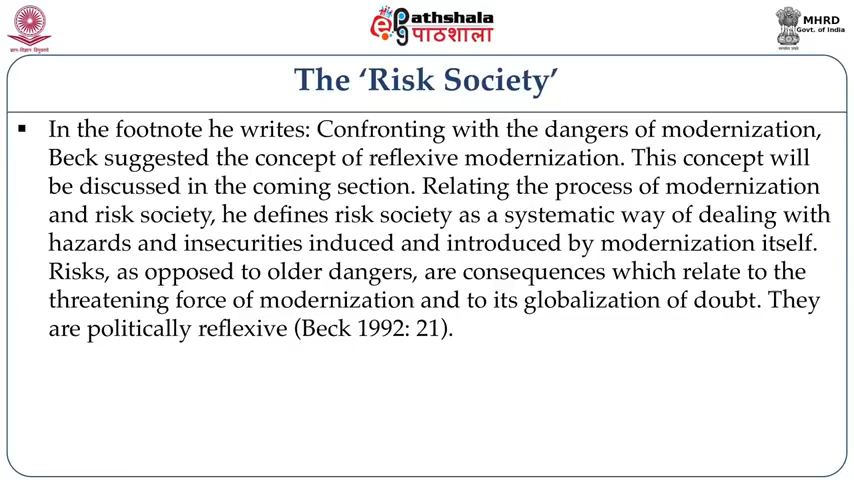 ePathshala
पाठशाला
MHRD
Govt. of India
The ‘Risk Society’
▪ In the footnote he writes: Confronting with the dangers of modernization,
Beck suggested the concept of reflexive modernization. This concept will
be discussed in the coming section. Relating the process of modernization
and risk society, he defines risk society as a systematic way of dealing with
hazards and insecurities induced and introduced by modernization itself.
Risks, as opposed to older dangers, are consequences which relate to the
threatening force of modernization and to its globalization of doubt. They
are politically reflexive (Beck 1992: 21).